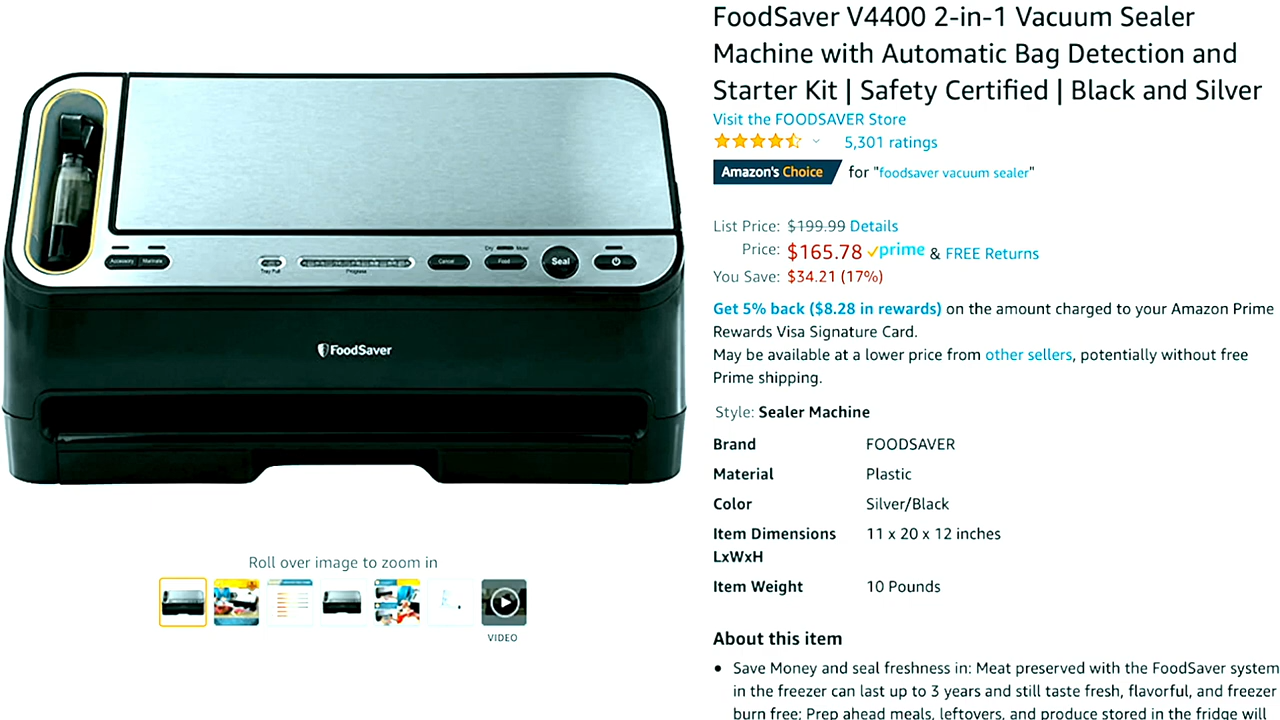 FoodSaver V4400 2-in-1 Vacuum Sealer
Machine with Automatic Bag Detection and
Starter Kit | Safety Certified | Black and Silver
Visit the FOODSAVER Store
5,301 ratings
Amazon's Choice for "foodsaver vacuum sealer"
List Price: $199.99 Details
Price: $165.78 prime & FREE Returns
You Save: $34.21 (17%)
Get 5% back ($8.28 in rewards) on the amount charged to your Amazon Prime
Rewards Visa Signature Card.
May be available at a lower price from other sellers, potentially without free
Prime shipping.
Style: Sealer Machine
Brand FOODSAVER
Material Plastic
Color Silver/Black
Item Dimensions 11 x 20 x 12 inches
LxWxH
Item Weight 10 Pounds
About this item
• Save Money and seal freshness in: Meat preserved with the FoodSaver system
in the freezer can last up to 3 years and still taste fresh, flavorful, and freezer
burn free; Prep ahead meals, leftovers, and produce stored in the fridge will
Accessory Marinate
Dry Moist
Tray Full
Progress
Cancel
Food
Seal
FoodSaver
Roll over image to zoom in
VIDEO